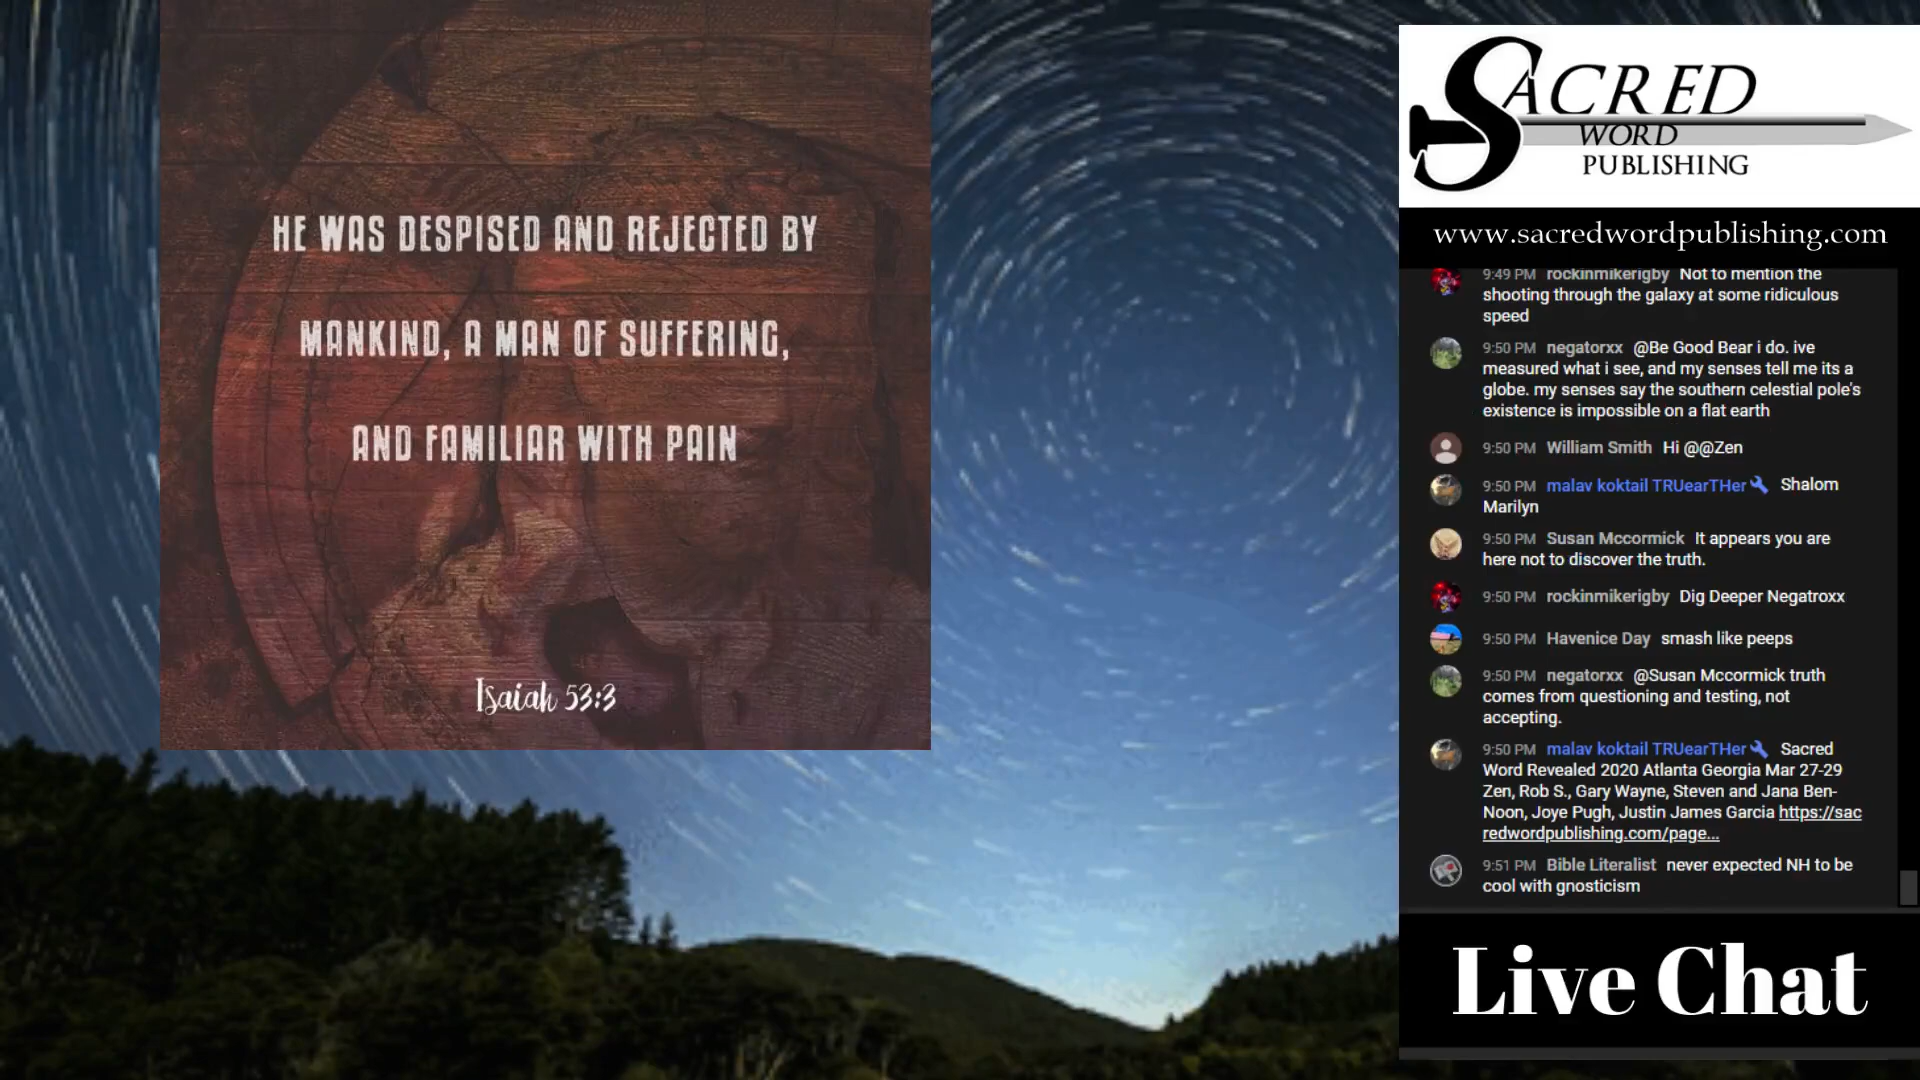 HE WAS DESPISED AND REJECTED BY
MANKIND, A MAN OF SUFFERING,
AND FAMILIAR WITH PAIN
Isaiah 53:3
SACRED
WORD
PUBLISHING
www.sacredwordpublishing.com
9:49 PM rockinmikerigby Not to mention the
shooting through the galaxy at some ridiculous
speed
9:50 PM negatorxx @Be Good Bear i do. ive
measured what i see, and my senses tell me its a
globe. my senses say the southern celestial pole's
existence is impossible on a flat earth
9:50 PM William Smith Hi @@Zen
9:50 PM malav koktail TRUearTHer Shalom
Marilyn
9:50 PM Susan Mccormick It appears you are
here not to discover the truth.
9:50 PM rockinmikerigby Dig Deeper Negatroxx
9:50 PM Havenice Day smash like peeps
9:50 PM negatorxx @Susan Mccormick truth
comes from questioning and testing, not
accepting.
9:50 PM malav koktail TRUearTHer Sacred
Word Revealed 2020 Atlanta Georgia Mar 27-29
Zen, Rob S., Gary Wayne, Steven and Jana Ben-
Noon, Joye Pugh, Justin James Garcia https://sac
redwordpublishing.com/page...
9:51 PM Bible Literalist never expected NH to be
cool with gnosticism
Live Chat